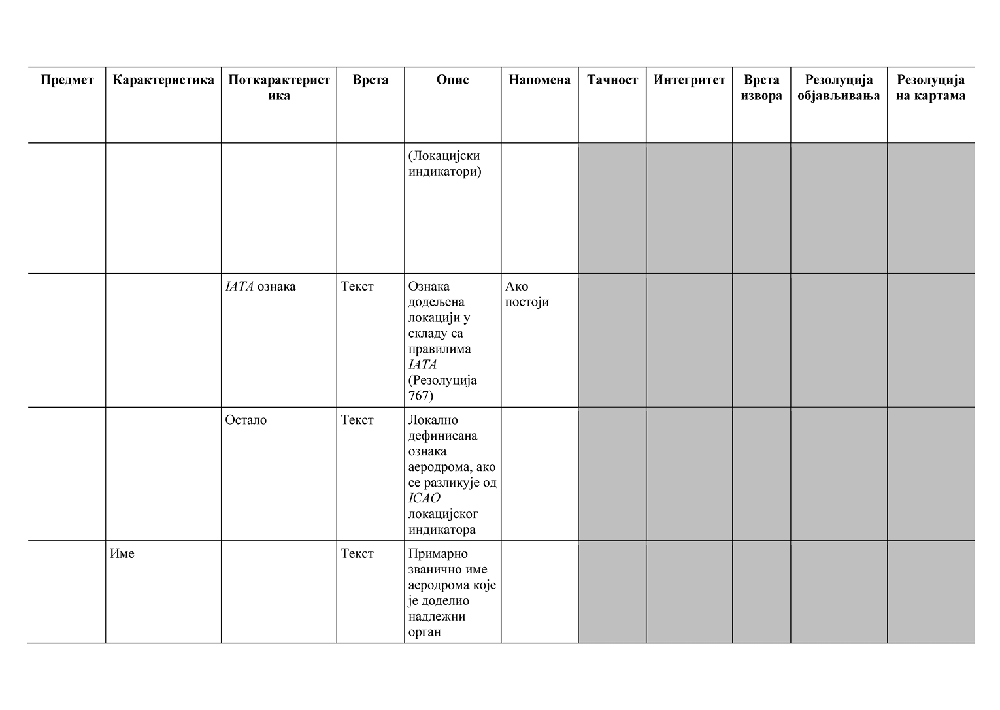 Предмет
Карактеристика
Поткарактерист
ика
Врста
Опис
Напомена
Тачност
Интегритет
Врста
извора
Резолуција
објављивања
Резолуција
на картама
(Локацијски
индикатори)
IATA ознака
Текст
Ознака
додељена
локацији у
складу са
правилима
IATA
(Резолуција
767)
Ако
постоји
Остало
Текст
Локално
дефинисана
ознака
аеродрома, ако
се разликује од
ICAO
локацијског
индикатора
Име
Текст
Примарно
званично име
аеродрома које
је доделио
надлежни
орган